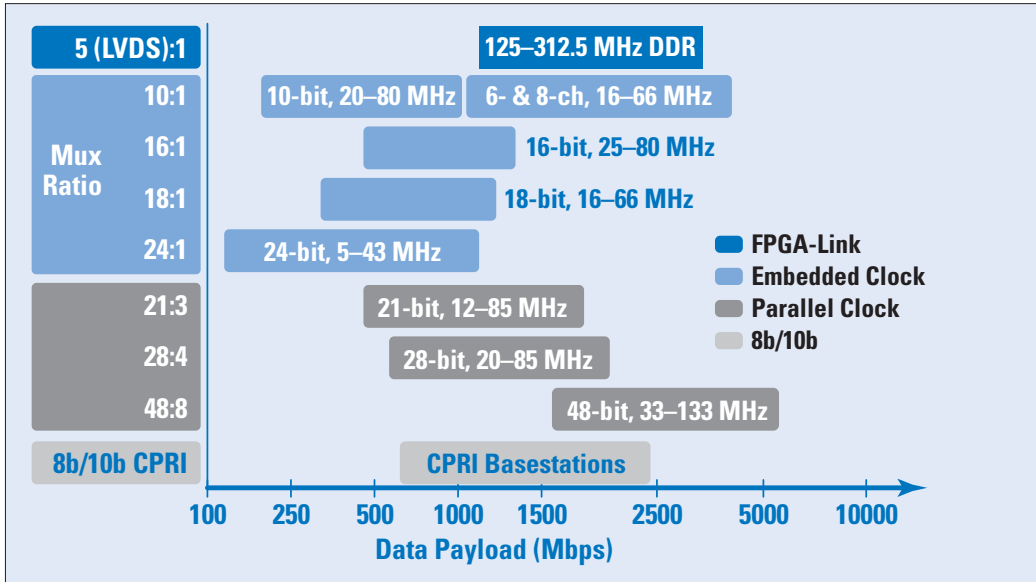 5 (LVDS):1
125–312.5 MHz DDR
Mux
Ratio
10:1
10-bit, 20–80 MHz
6- & 8-ch, 16–66 MHz
16:1
16-bit, 25–80 MHz
18:1
18-bit, 16–66 MHz
24:1
24-bit, 5–43 MHz
FPGA-Link
Embedded Clock
Parallel Clock
8b/10b
21:3
21-bit, 12–85 MHz
28:4
28-bit, 20–85 MHz
48:8
48-bit, 33–133 MHz
8b/10b CPRI
CPRI Basestations
100 250 500 1000 1500 2500 5000 10000
Data Payload (Mbps)